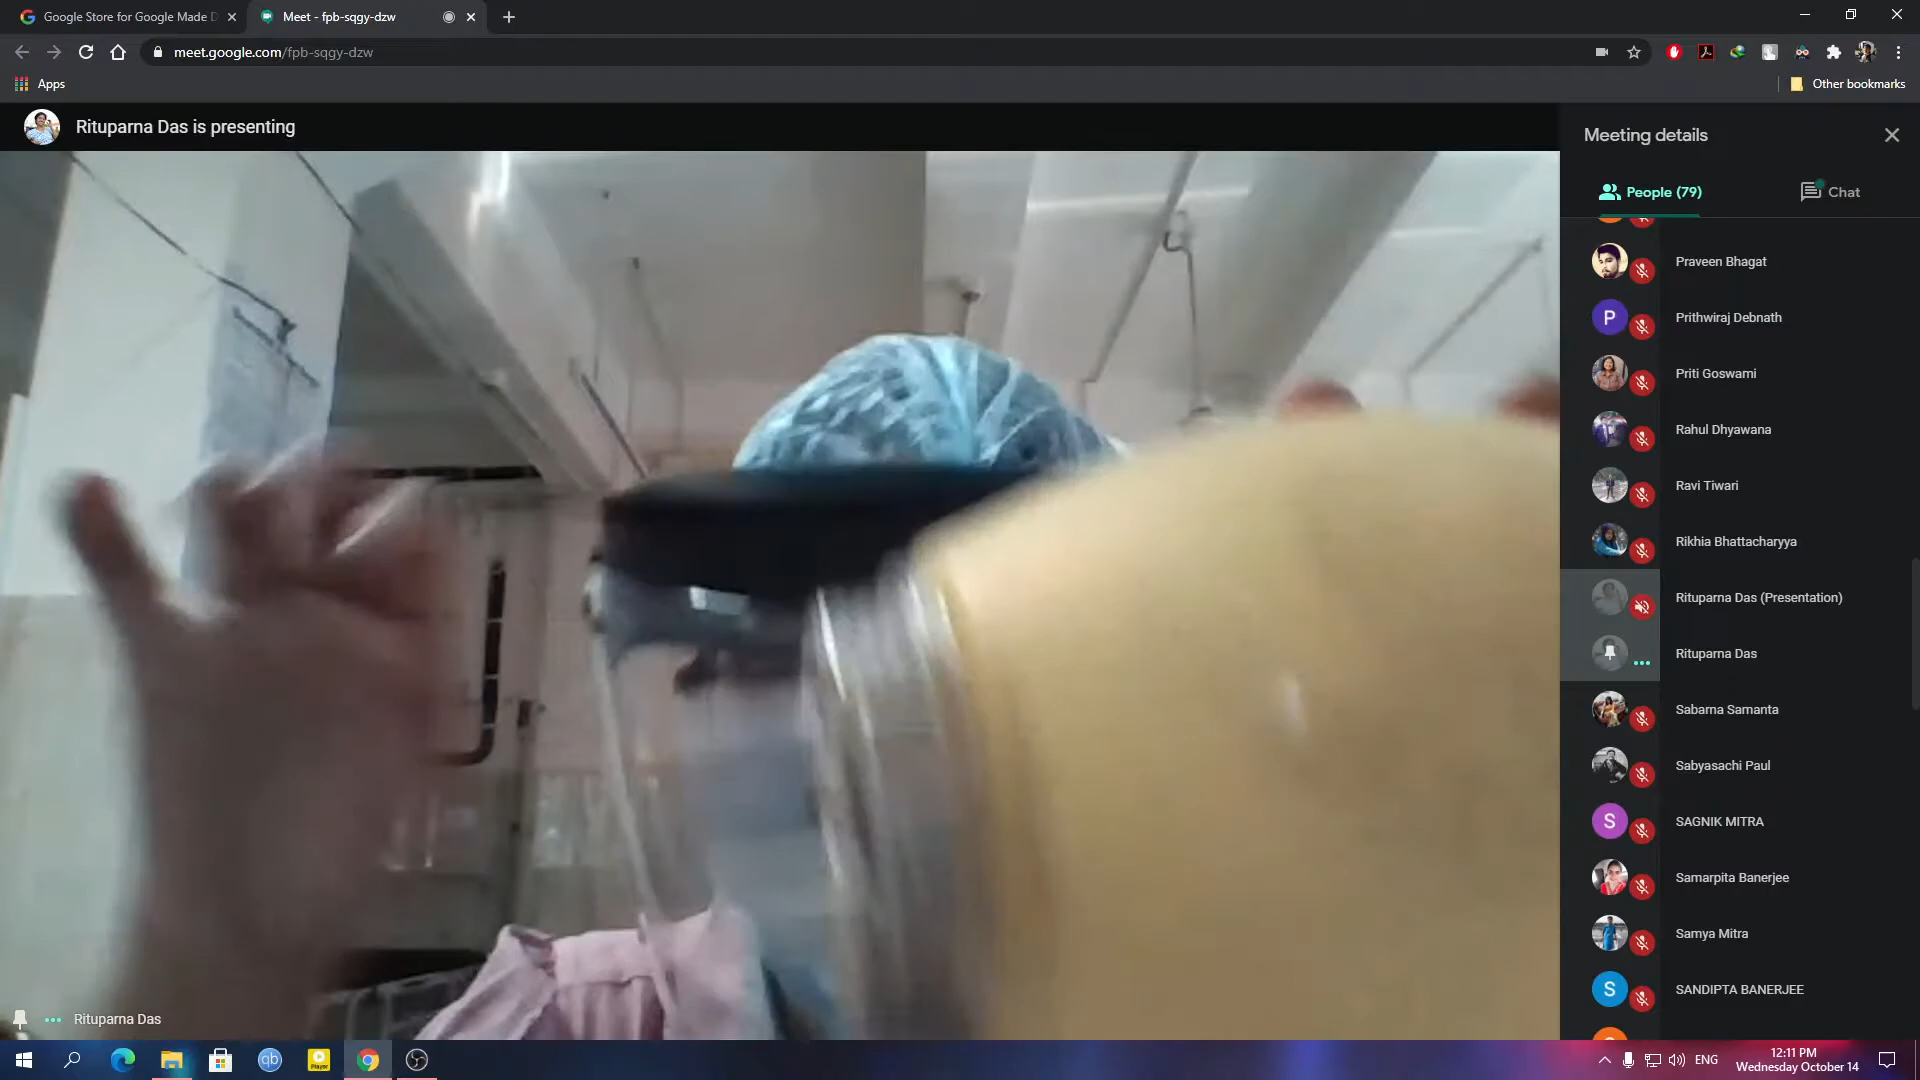 Google Store for Google Made D
Meet - fpb-sqgy-dzw
meet.google.com/fpb-sqgy-dzw
Apps
Other bookmarks
Rituparna Das is presenting
Meeting details
People (79)
Chat
Praveen Bhagat
P
Prithwiraj Debnath
Priti Goswami
Rahul Dhyawana
Ravi Tiwari
Rikhia Bhattacharyya
Rituparna Das (Presentation)
Rituparna Das
Sabarna Samanta
Sabyasachi Paul
S
SAGNIK MITRA
Samarpita Banerjee
Samya Mitra
S
SANDIPTA BANERJEE
Rituparna Das
qb
Player
ENG
12:11 PM
Wednesday October 14